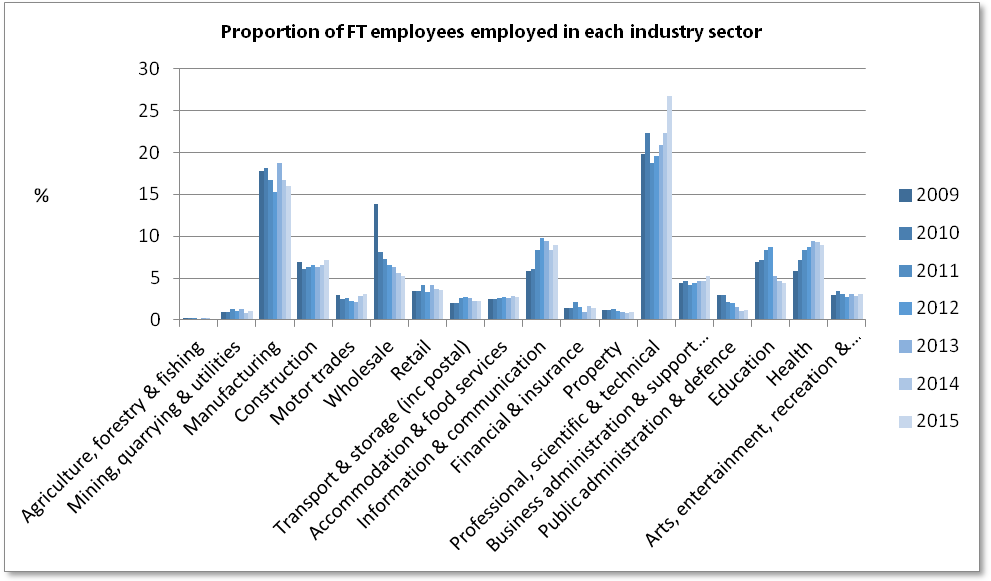 Proportion of FT employees employed in each industry sector
30
25
20
15
10
5
0
%
2009
2010
2011
2012
2013
2014
2015
Agriculture, forestry & fishing
Mining, quarrying & utilities
Manufacturing
Construction
Motor trades
Wholesale
Retail
Transport & storage (inc postal)
Accommodation & food services
Information & communication
Financial & insurance
Property
Professional, scientific & technical
Business administration & support...
Public administration & defence
Education
Health
Arts, entertainment, recreation &...